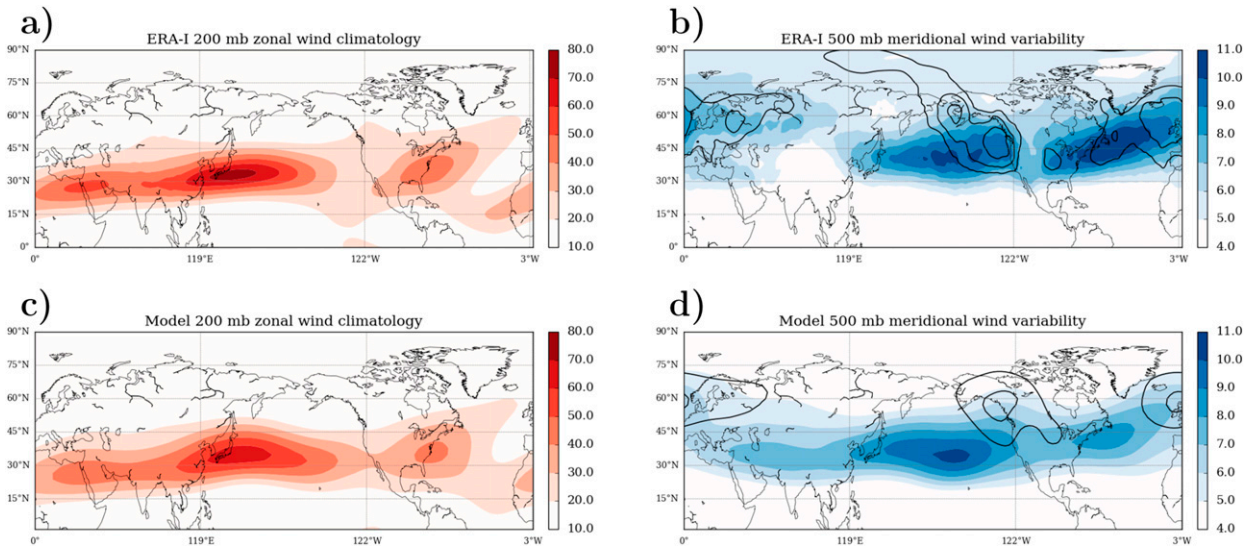 a)
ERA-I 200 mb zonal wind climatology
90°N
75°N
60°N
45°N
30°N
15°N
0°
0°
119°E
122°W
3°W
80.0
70.0
60.0
50.0
40.0
30.0
20.0
10.0
b)
ERA-I 500 mb meridional wind variability
90°N
75°N
60°N
45°N
30°N
15°N
0°
0°
119°E
122°W
3°W
11.0
10.0
9.0
8.0
7.0
6.0
5.0
4.0
c)
Model 200 mb zonal wind climatology
90°N
75°N
60°N
45°N
30°N
15°N
0°
119°E
122°W
3°W
80.0
70.0
60.0
50.0
40.0
30.0
20.0
10.0
d)
Model 500 mb meridional wind variability
90°N
75°N
60°N
45°N
30°N
15°N
0°
119°E
122°W
3°W
11.0
10.0
9.0
8.0
7.0
6.0
5.0
4.0